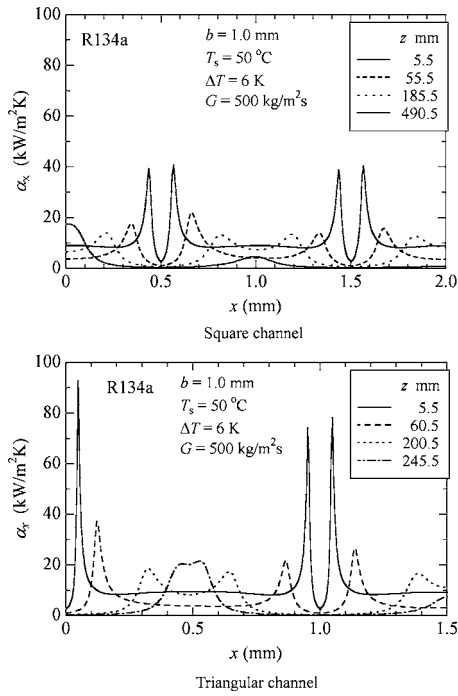 R134a
b = 1.0 mm
Tₛ = 50 °C
ΔT = 6 K
G = 500 kg/m²s
z mm
5.5
55.5
185.5
490.5
αₓ (kW/m²K)
100
80
60
40
20
0
0 0.5 1.0 1.5 2.0
x (mm)
Square channel
R134a
b = 1.0 mm
Tₛ = 50 °C
ΔT = 6 K
G = 500 kg/m²s
z mm
5.5
60.5
200.5
245.5
αₓ (kW/m²K)
100
80
60
40
20
0
0 0.5 1.0 1.5
x (mm)
Triangular channel